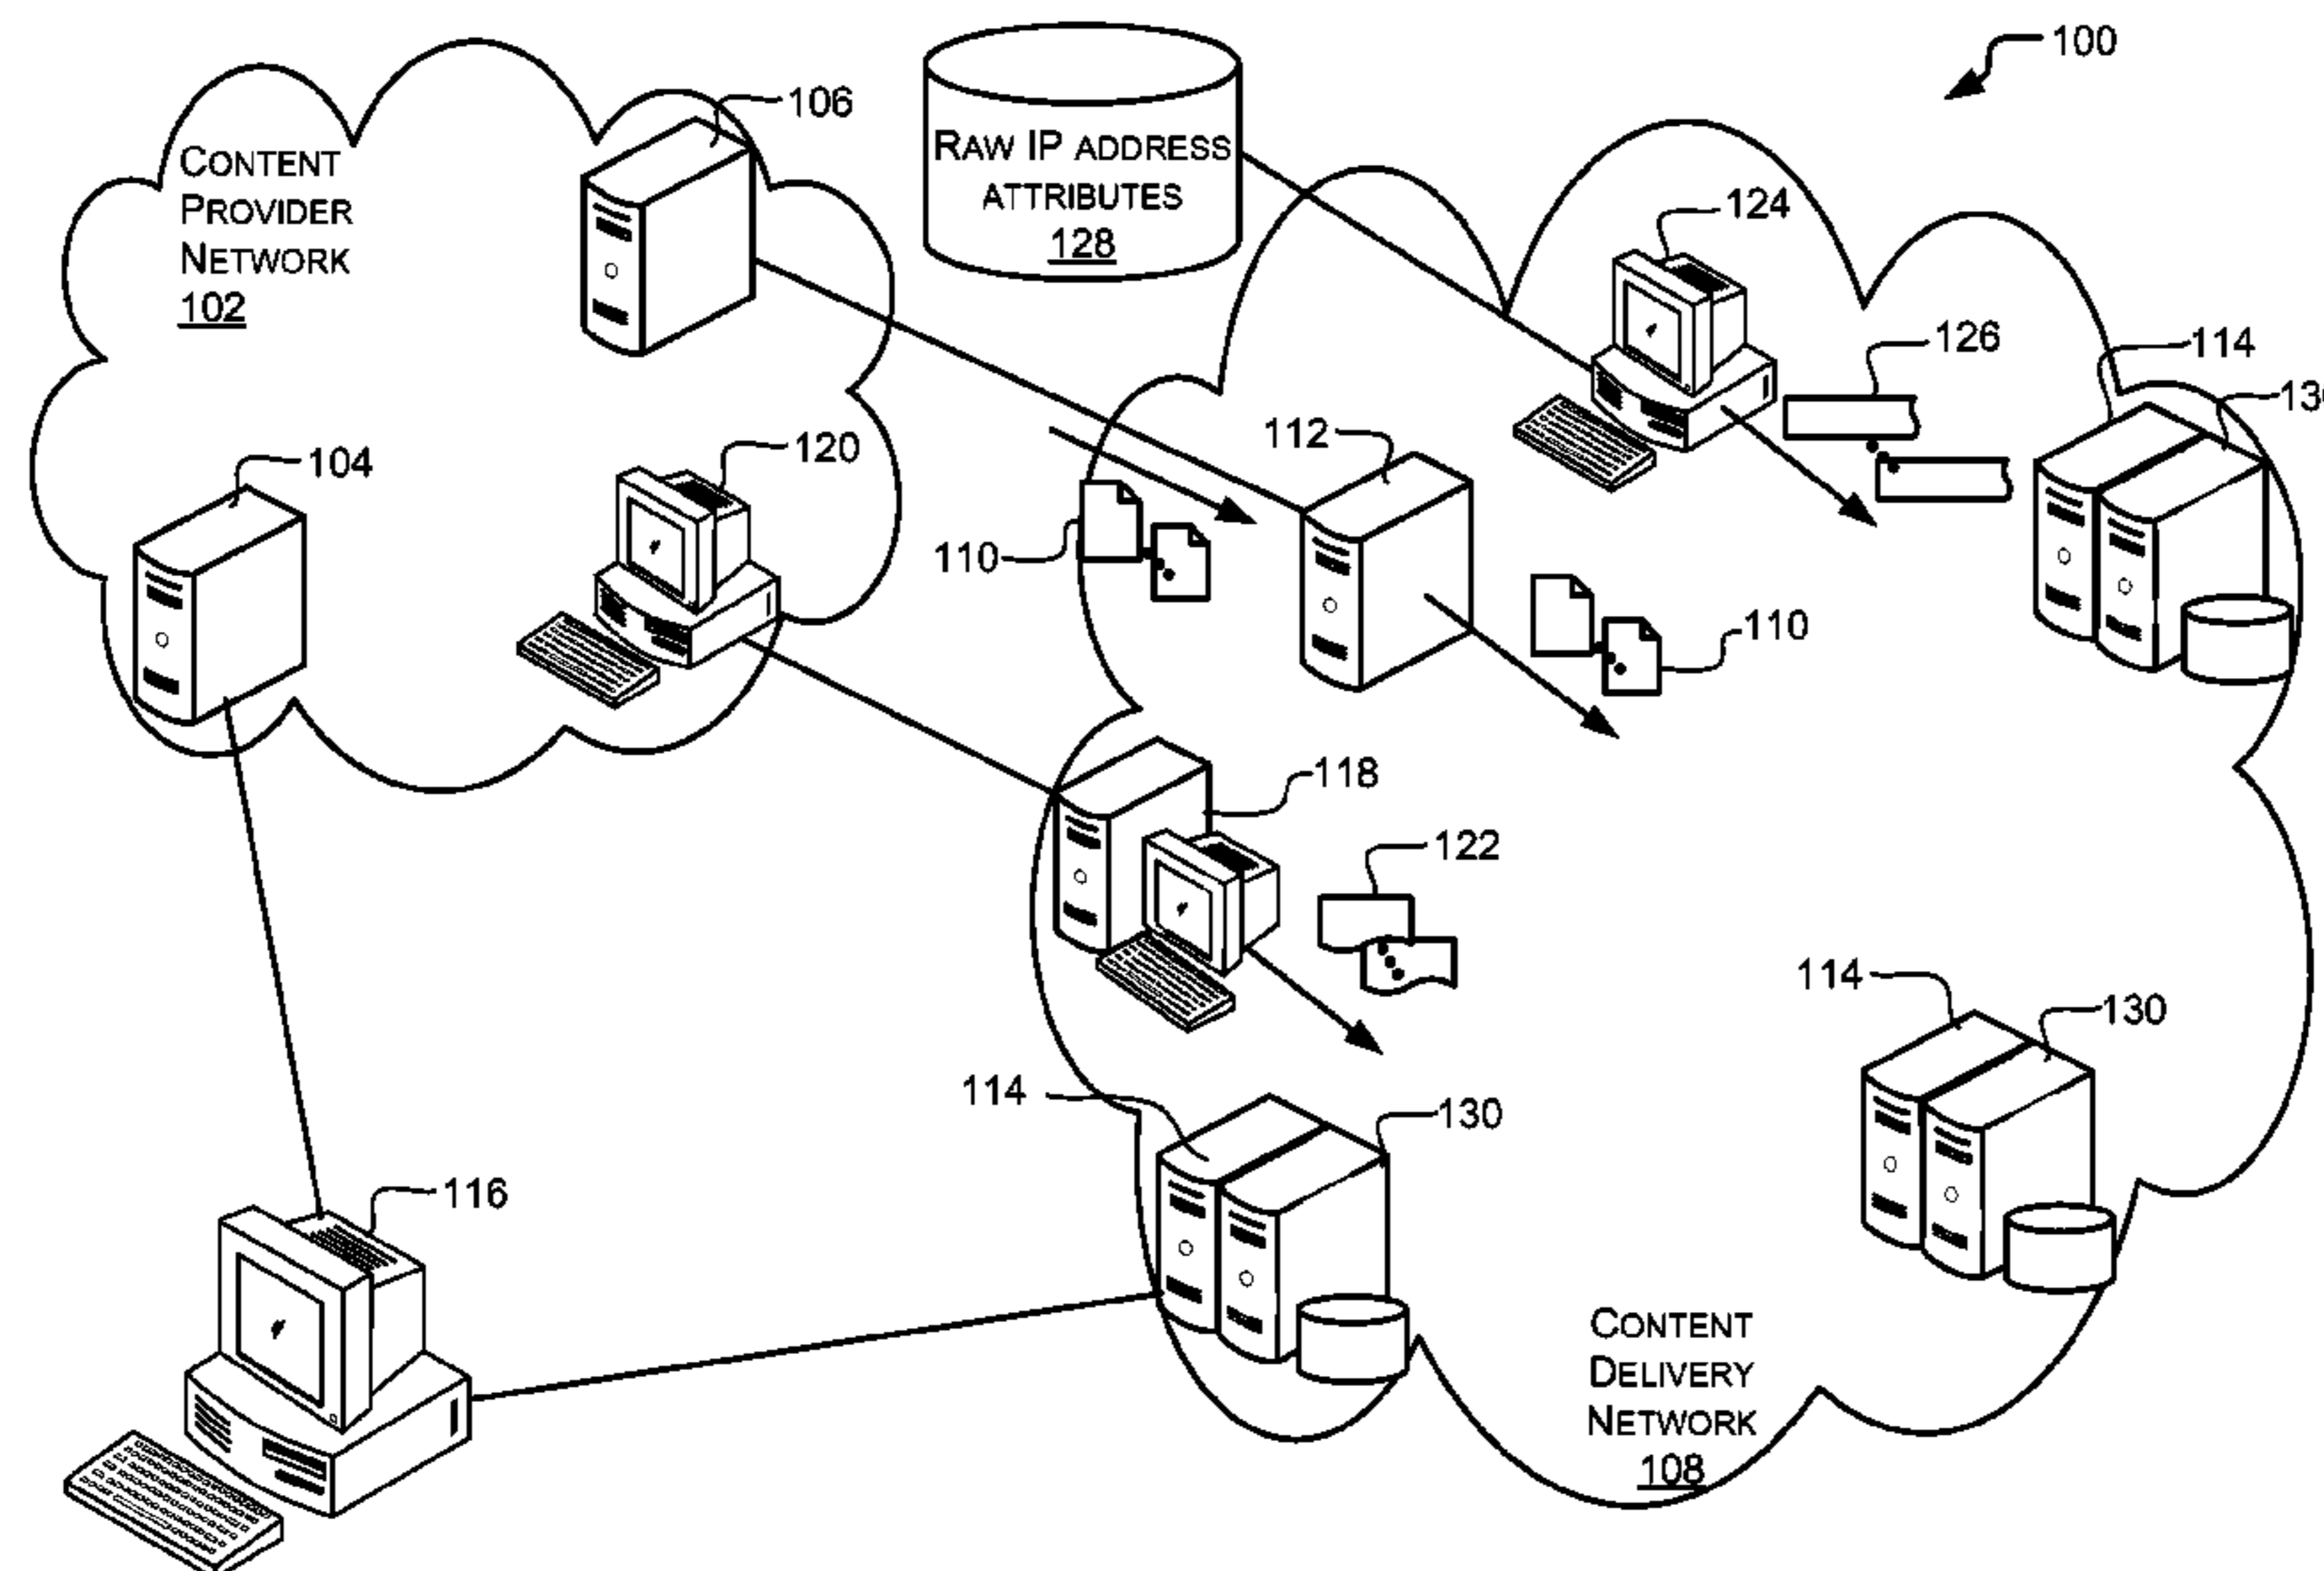 100
106
CONTENT
PROVIDER
NETWORK
102
RAW IP ADDRESS
ATTRIBUTES
128
124
126
114
112
120
104
110
110
118
122
114
130
114
130
116
CONTENT
DELIVERY
NETWORK
108